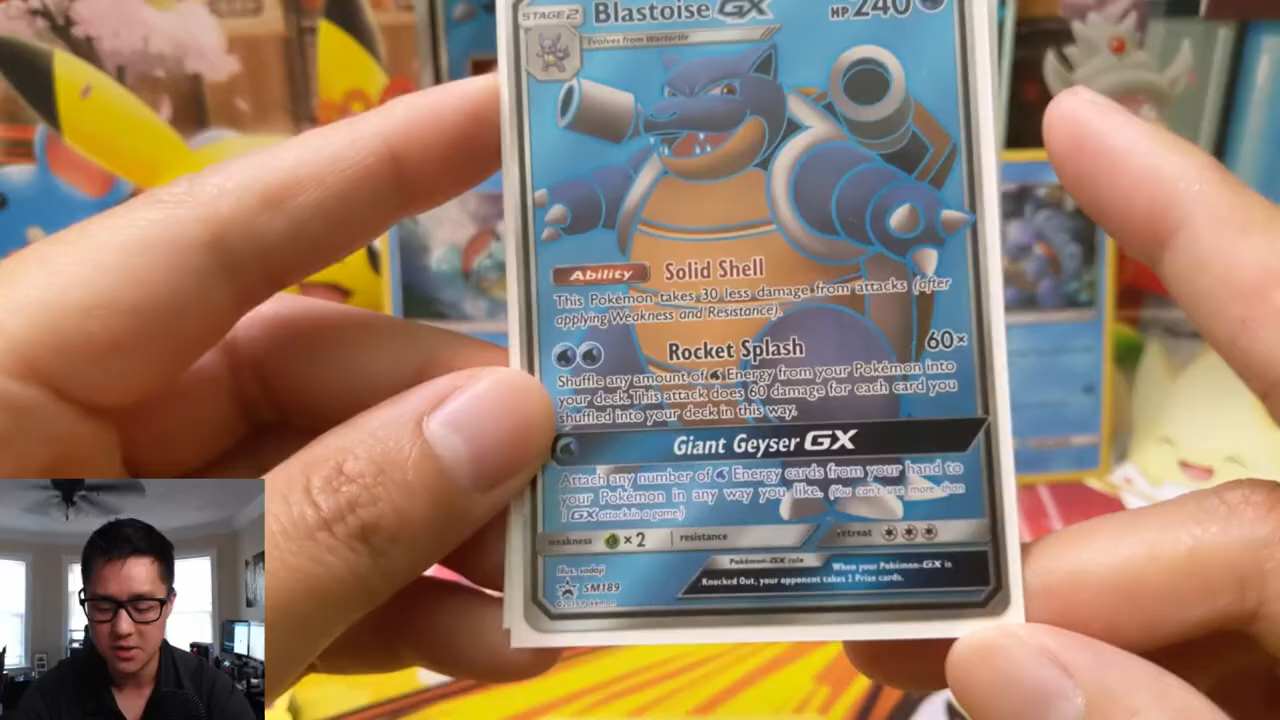 STAGE 2 Blastoise GX HP 240
Evolves from Wartortle
Ability Solid Shell
This Pokémon takes 30 less damage from attacks (after
applying Weakness and Resistance).
Rocket Splash 60×
Shuffle any amount of Energy from your Pokémon into
your deck. This attack does 60 damage for each card you
shuffled into your deck in this way.
Giant Geyser GX
Attach any number of Energy cards from your hand to
your Pokémon in any way you like. (You can't use more than
1 GX attack in a game.)
weakness ×2 resistance retreat
Pokémon-GX rule When your Pokémon-GX is
Knocked Out, your opponent takes 2 Prize cards.
Illus. sadaji
SM189
©2019 Pokémon